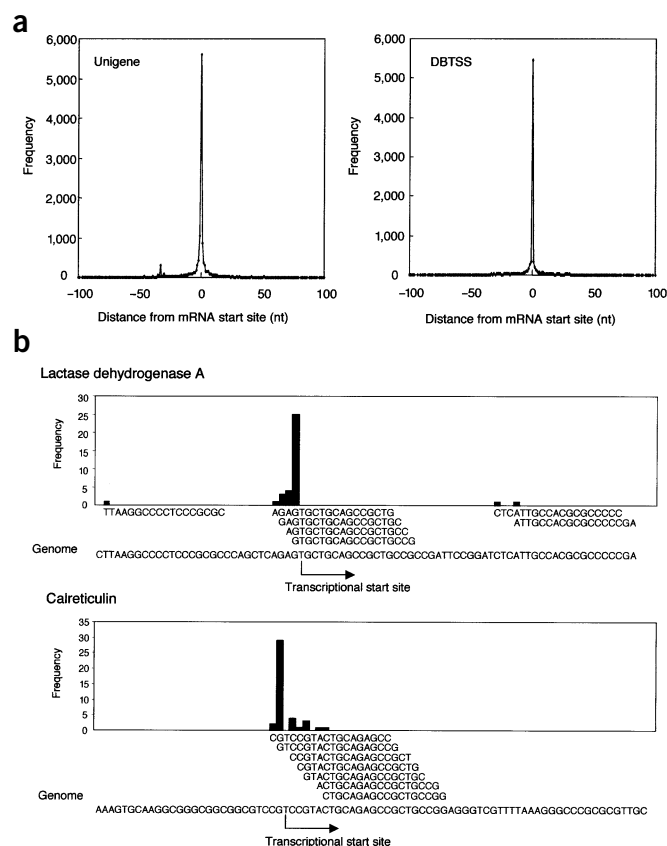 a
6,000
5,000
4,000
3,000
2,000
1,000
0
Frequency
Unigene
−100
−50
0
50
100
Distance from mRNA start site (nt)
6,000
5,000
4,000
3,000
2,000
1,000
0
Frequency
DBTSS
−100
−50
0
50
100
Distance from mRNA start site (nt)
b
Lactase dehydrogenase A
30
25
20
15
10
5
0
Frequency
TTAAGGCCCCTCCCGCGC
AGAGTGCTGCAGCCGCTG
CTCATTGCCACGCGCCCCC
GAGTGCTGCAGCCGCTGC
ATTGCCACGCGCCCCCGA
AGTGCTGCAGCCGCTGCC
GTGCTGCAGCCGCTGCCG
Genome
CTTAAGGCCCCTCCCGCGCCCAGCTCAGAGTGCTGCAGCCGCTGCCGCCGATTCCGGATCTCATTGCCACGCGCCCCCGA
Transcriptional start site
Calreticulin
35
30
25
20
15
10
5
0
Frequency
CGTCCGTACTGCAGAGCC
GTCCGTACTGCAGAGCCG
CCGTACTGCAGAGCCGCT
CGTACTGCAGAGCCGCTG
GTACTGCAGAGCCGCTGC
ACTGCAGAGCCGCTGCCG
CTGCAGAGCCGCTGCCGG
Genome
AAAGTGCAAGGCGGGCGGCGGCGTCCGTCCGTACTGCAGAGCCGCTGCCGGAGGGTCGTTTTAAAGGGCCCGCGCGTTGC
Transcriptional start site